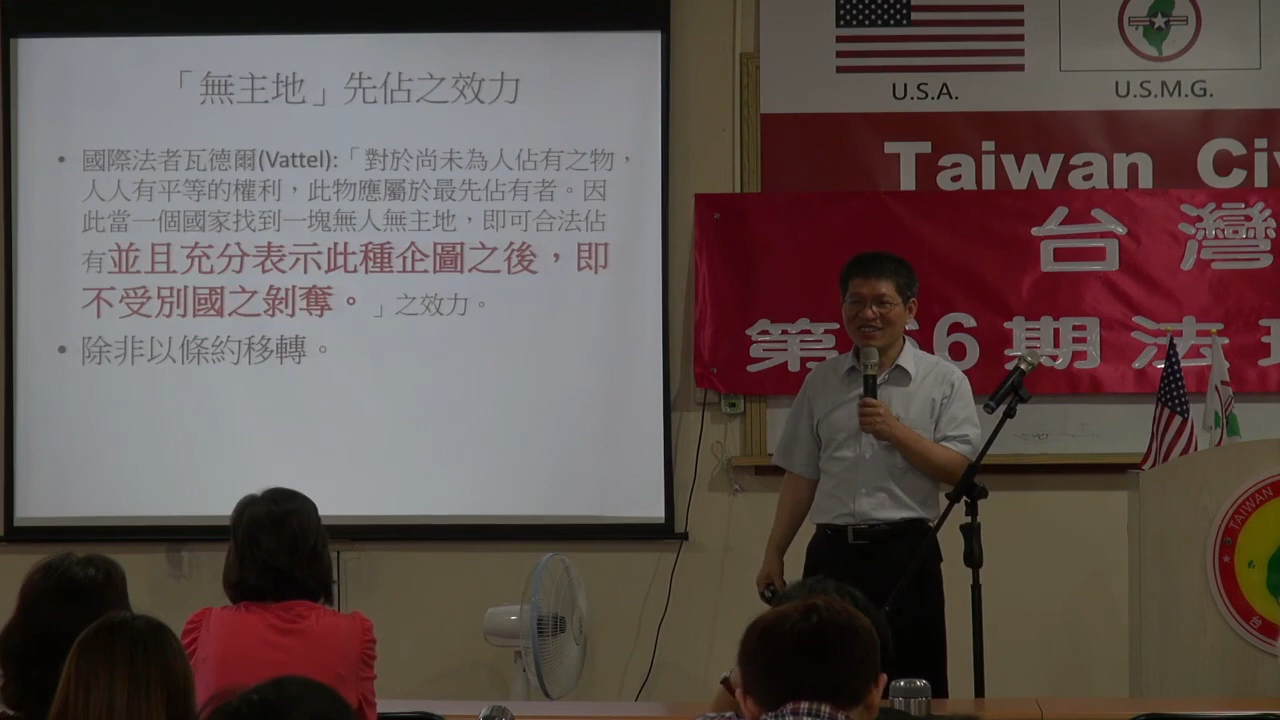 「無主地」先佔之效力
• 國際法者瓦德爾(Vattel):「對於尚未為人佔有之物，
人人有平等的權利，此物應屬於最先佔有者。因
此當一個國家找到一塊無人無主地，即可合法佔
有並且充分表示此種企圖之後，即
不受別國之剝奪。」之效力。
• 除非以條約移轉。
U.S.A.
U.S.M.G.
Taiwan Ci
台灣
第 6期法
TAIWAN
台